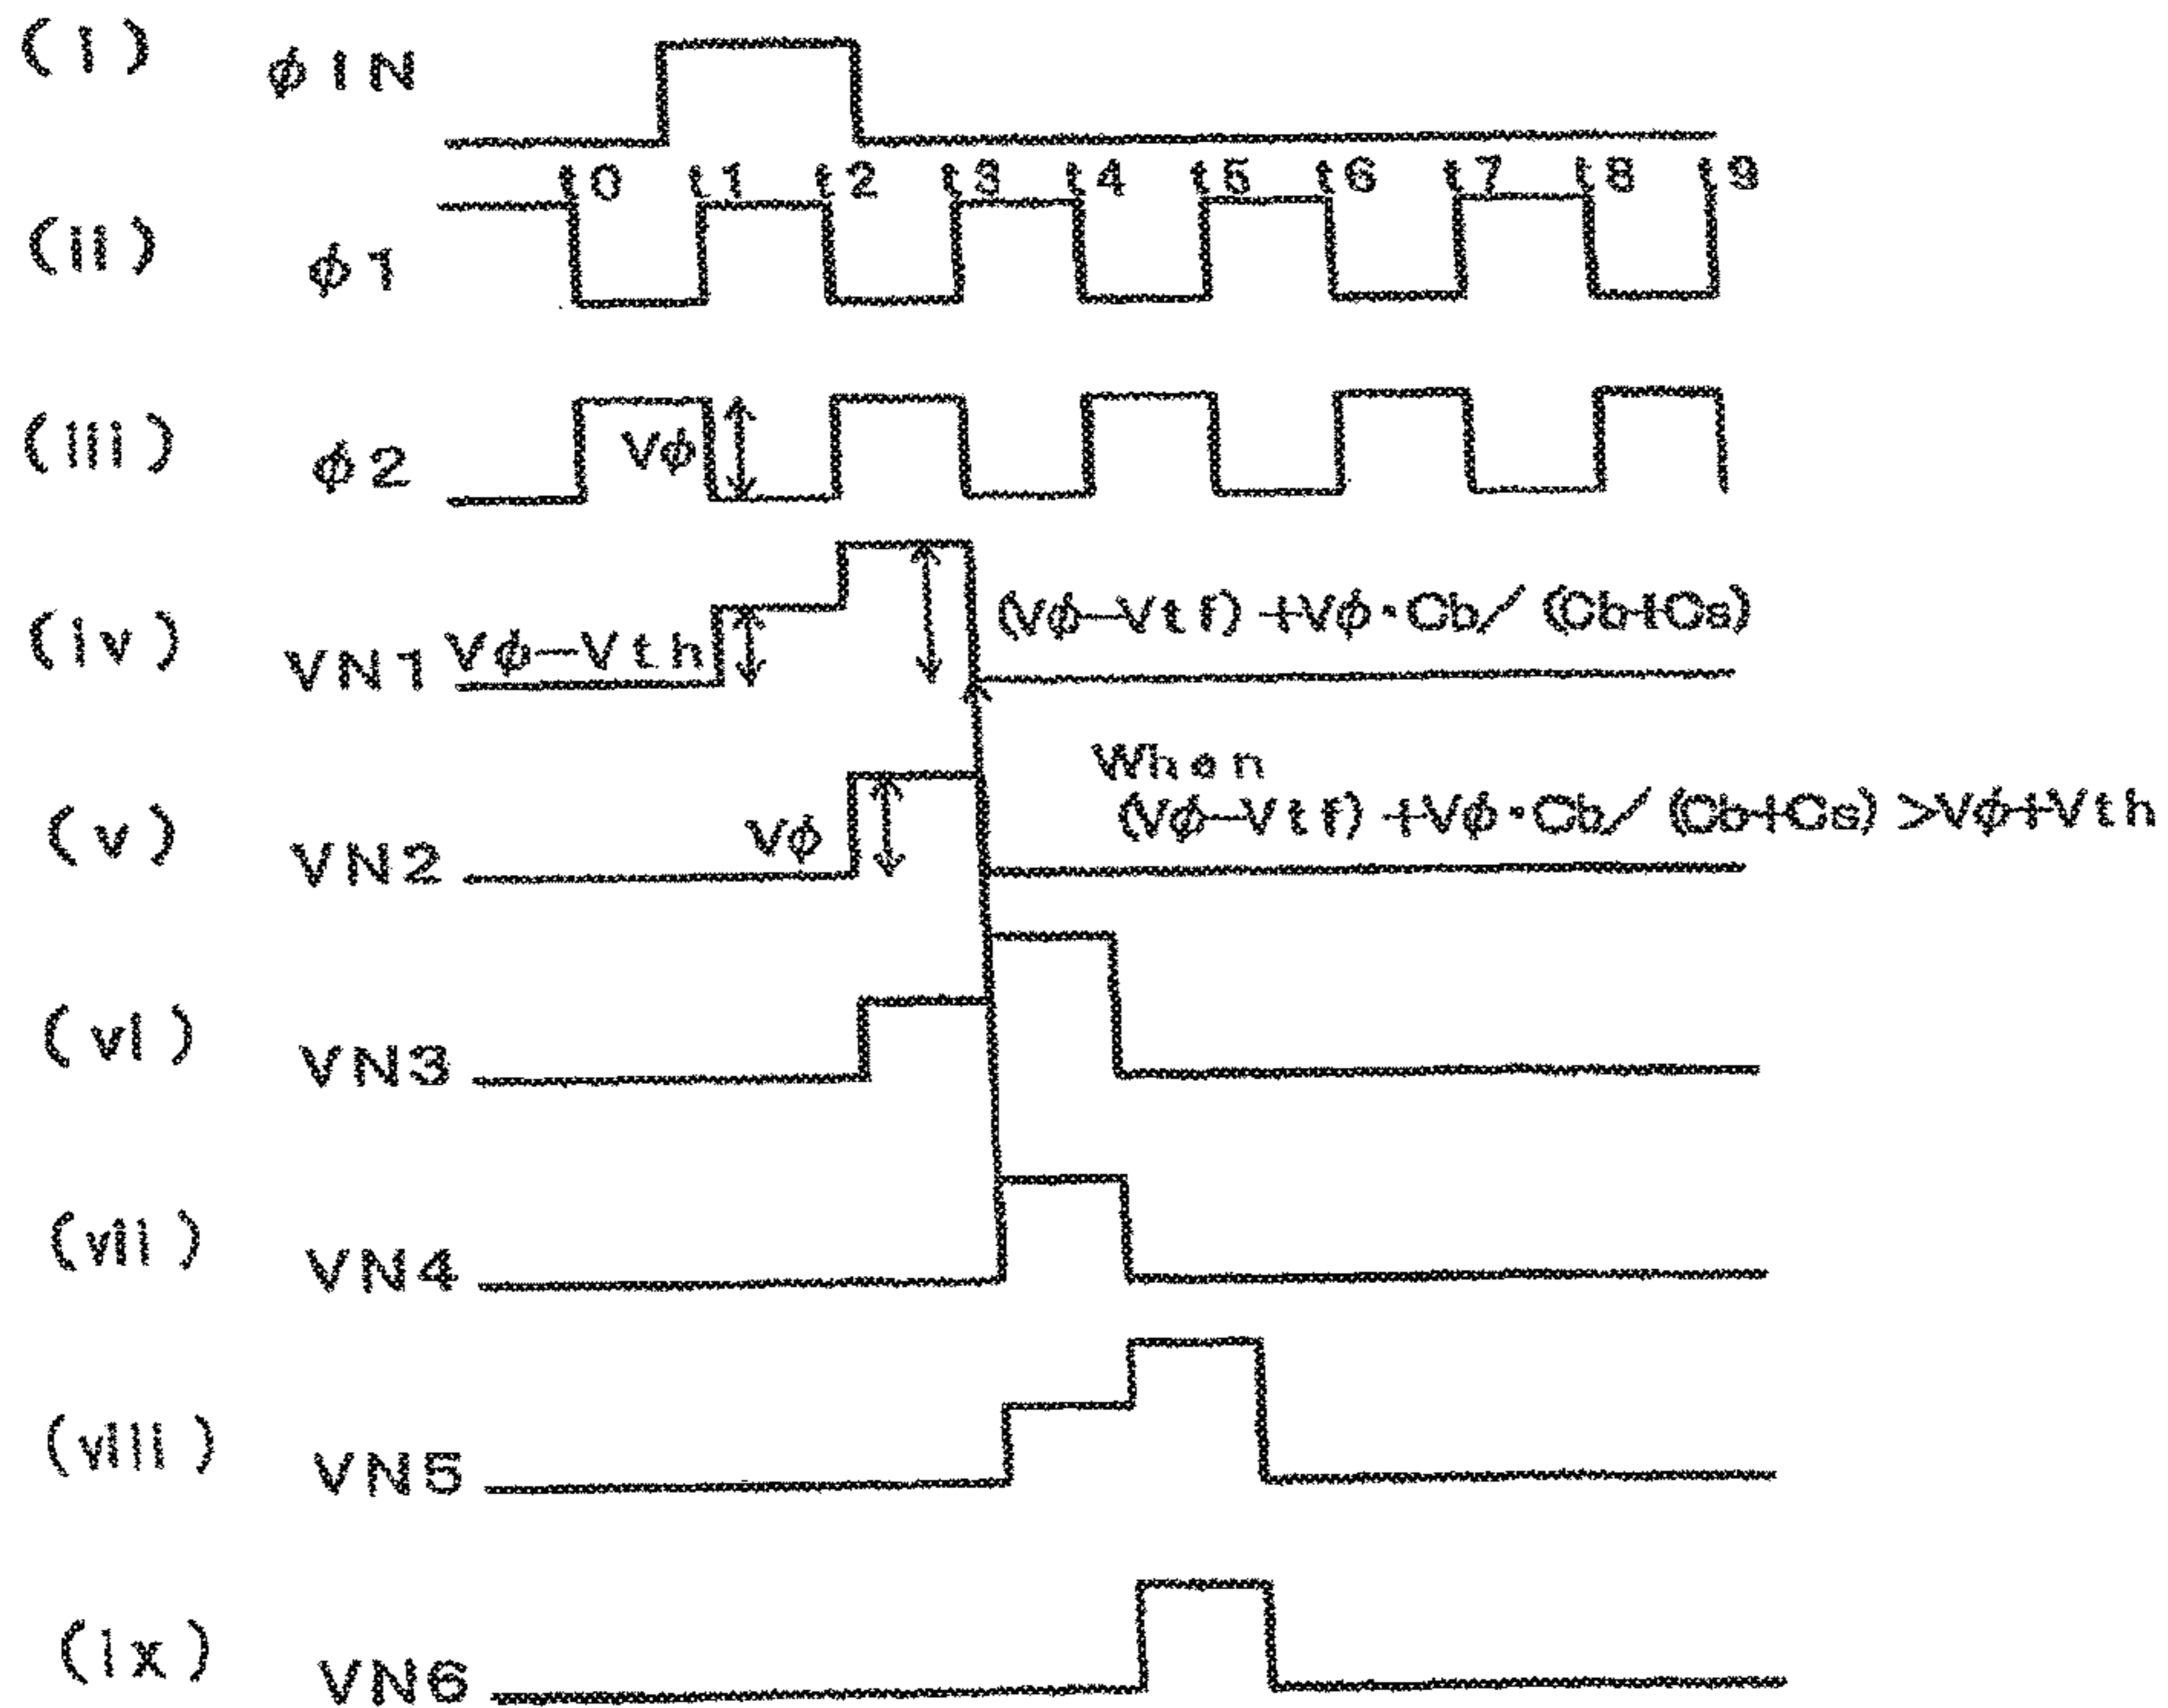 (i) φIN
t0 t1 t2 t3 t4 t5 t6 t7 t8 t9
(ii) φ1
(iii) φ2 Vφ
(iv) VN1 Vφ−Vth (Vφ−Vtf)+Vφ·Cb/(Cb+Cs)
When
(v) VN2 Vφ (Vφ−Vtf)+Vφ·Cb/(Cb+Cs)>Vφ+Vth
(vi) VN3
(vii) VN4
(viii) VN5
(ix) VN6